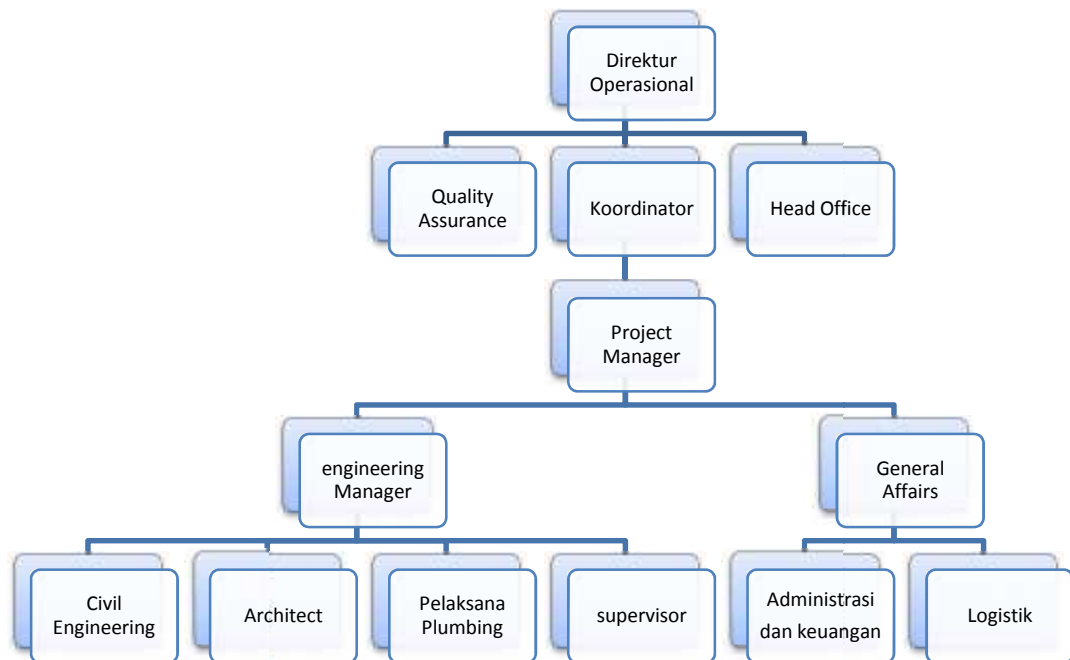 Direktur
Operasional
Quality
Assurance
Koordinator
Head Office
Project
Manager
engineering
Manager
General
Affairs
Civil
Engineering
Architect
Pelaksana
Plumbing
supervisor
Administrasi
dan keuangan
Logistik